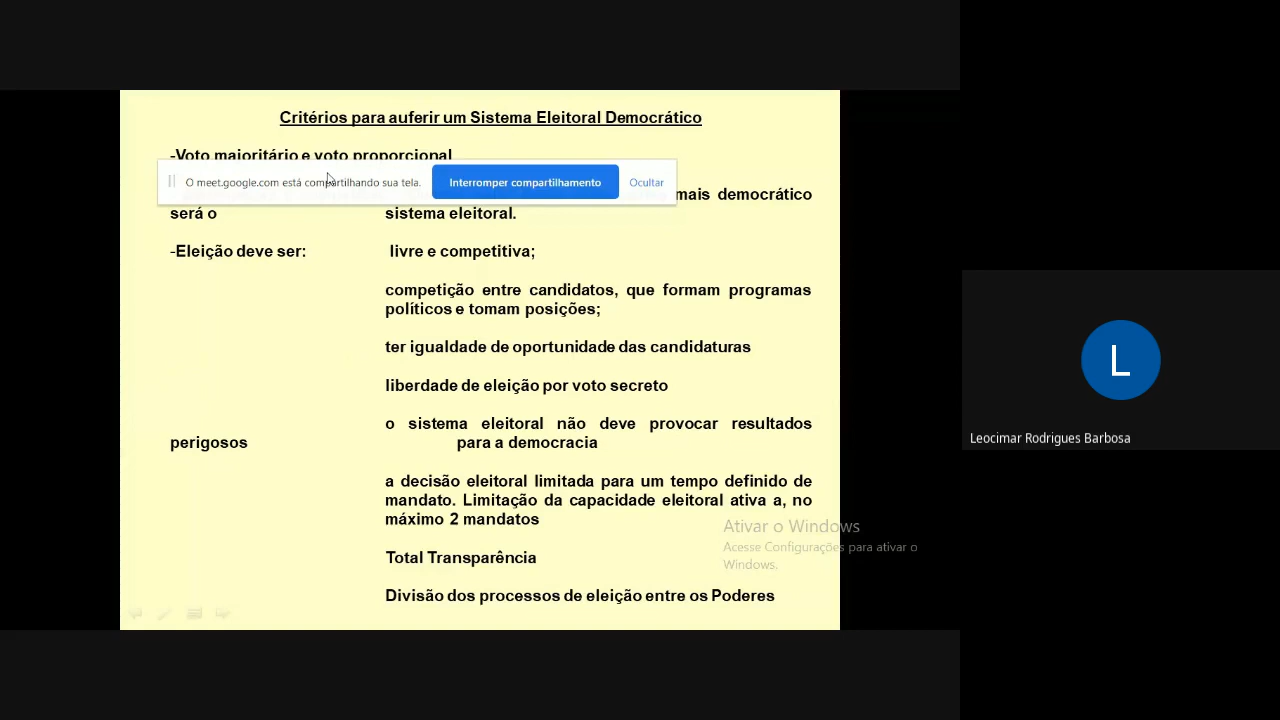 Critérios para auferir um Sistema Eleitoral Democrático
-Voto majoritário e voto proporcional
O meet.google.com está compartilhando sua tela. Interromper compartilhamento Ocultar
mais democrático
será o sistema eleitoral.
-Eleição deve ser: livre e competitiva;
competição entre candidatos, que formam programas
políticos e tomam posições;
ter igualdade de oportunidade das candidaturas
liberdade de eleição por voto secreto
o sistema eleitoral não deve provocar resultados
perigosos para a democracia
a decisão eleitoral limitada para um tempo definido de
mandato. Limitação da capacidade eleitoral ativa a, no
máximo 2 mandatos
Total Transparência
Divisão dos processos de eleição entre os Poderes
Ativar o Windows
Acesse Configurações para ativar o
Windows.
L
Leocimar Rodrigues Barbosa